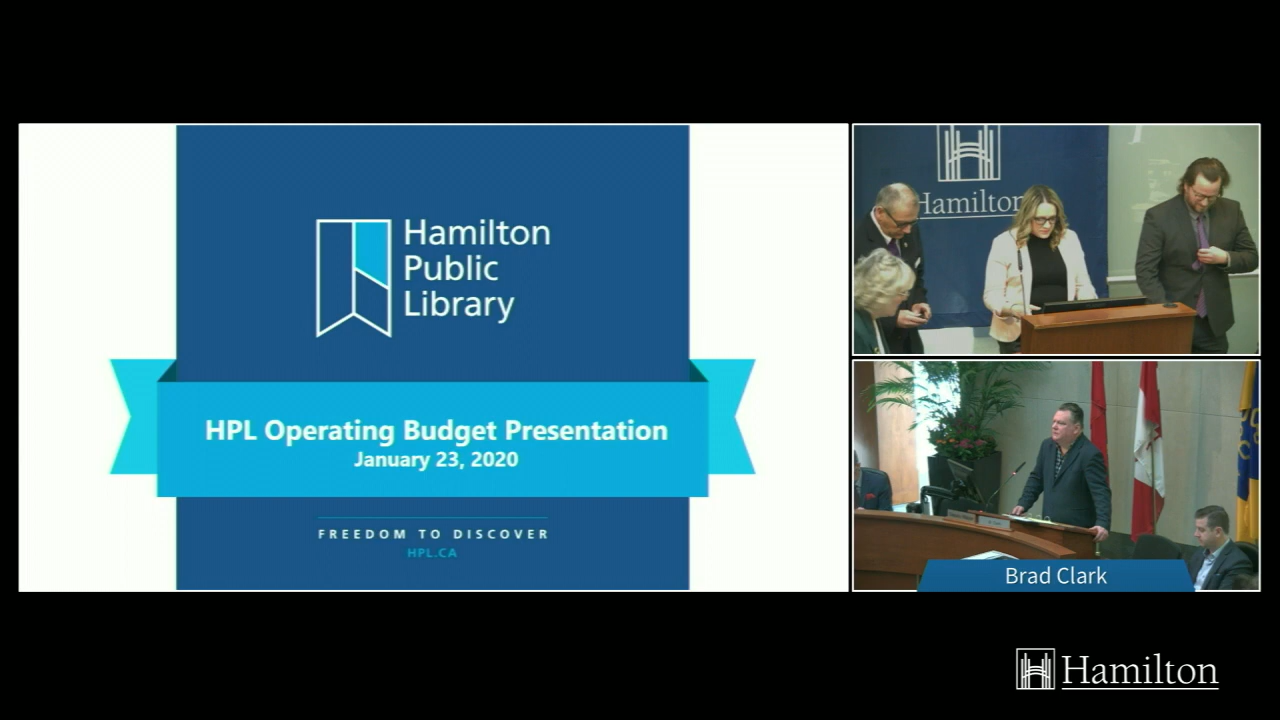 Hamilton
Public
Library
HPL Operating Budget Presentation
January 23, 2020
FREEDOM TO DISCOVER
HPL.CA
Hamilton
Brad Clark
Hamilton